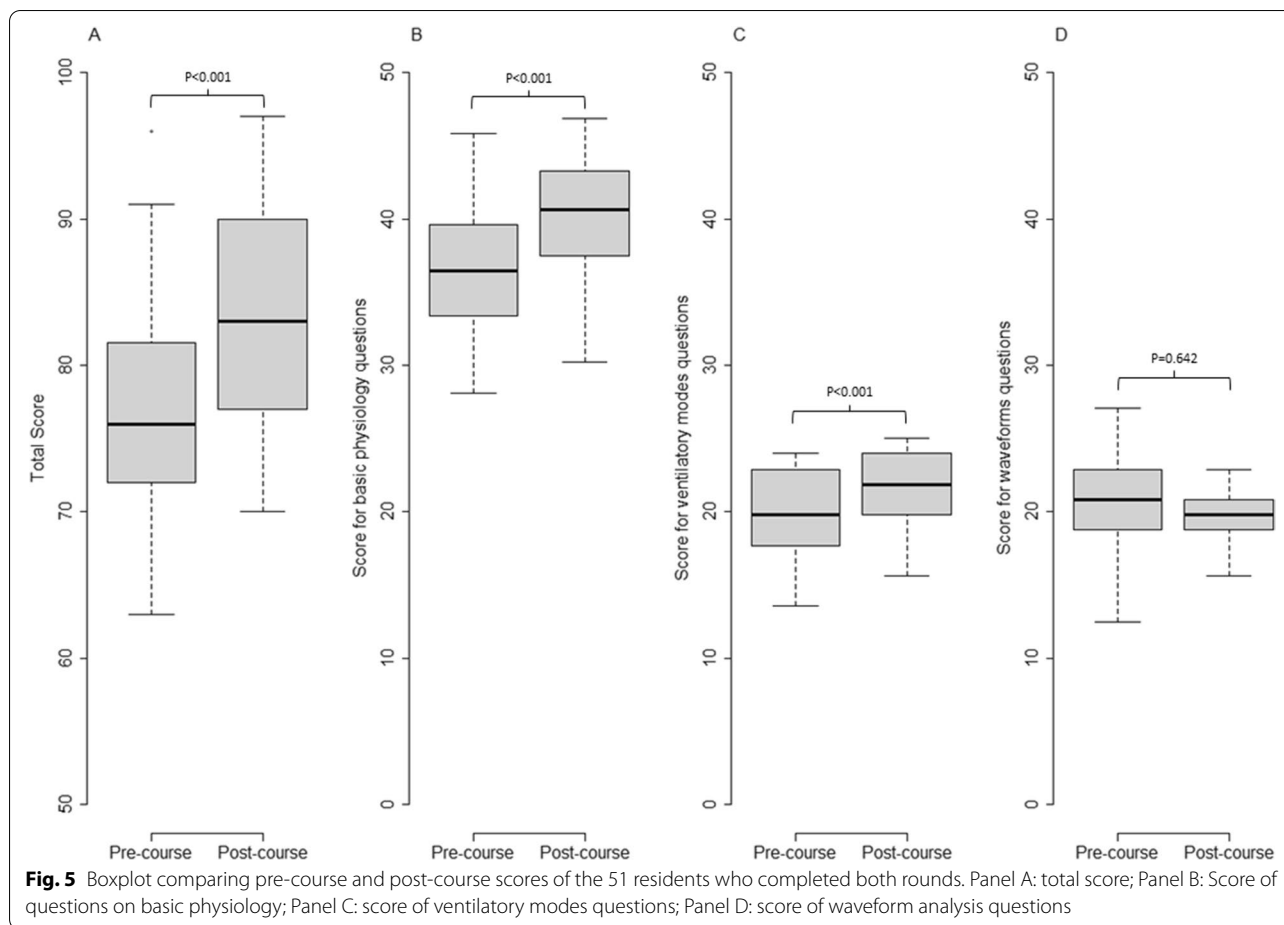 A
B
C
D
100
90
80
70
60
50
Total Score
P<0.001
Pre-course Post-course
50
40
30
20
10
0
Score for basic physiology questions
P<0.001
Pre-course Post-course
50
40
30
20
10
0
Score for ventilatory modes questions
P<0.001
Pre-course Post-course
50
40
30
20
10
0
Score for waveforms questions
P=0.642
Pre-course Post-course
Fig. 5 Boxplot comparing pre-course and post-course scores of the 51 residents who completed both rounds. Panel A: total score; Panel B: Score of
questions on basic physiology; Panel C: score of ventilatory modes questions; Panel D: score of waveform analysis questions